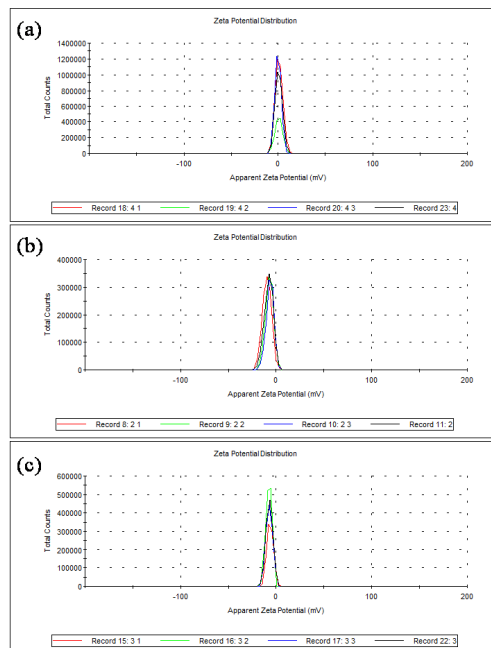 (a)
Zeta Potential Distribution
1400000
1200000
1000000
800000
600000
400000
200000
0
Total Counts
-100 0 100 200
Apparent Zeta Potential (mV)
Record 18: 4 1 Record 19: 4 2 Record 20: 4 3 Record 23: 4
(b)
Zeta Potential Distribution
400000
300000
200000
100000
0
Total Counts
-100 0 100 200
Apparent Zeta Potential (mV)
Record 8: 2 1 Record 9: 2 2 Record 10: 2 3 Record 11: 2
(c)
Zeta Potential Distribution
600000
500000
400000
300000
200000
100000
0
Total Counts
-100 0 100 200
Apparent Zeta Potential (mV)
Record 15: 3 1 Record 16: 3 2 Record 17: 3 3 Record 22: 3